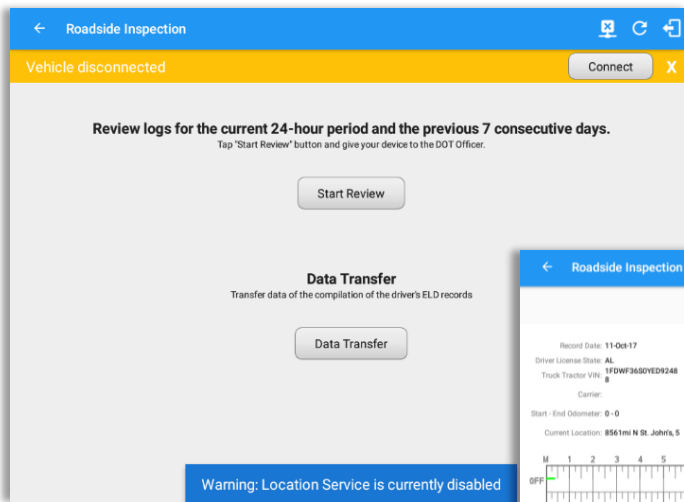 Roadside Inspection
Vehicle disconnected
Connect
X
Review logs for the current 24-hour period and the previous 7 consecutive days.
Tap "Start Review" button and give your device to the DOT Officer.
Start Review
Data Transfer
Transfer data of the compilation of the driver's ELD records
Data Transfer
Warning: Location Service is currently disabled
Roadside Inspection
Record Date: 11-Oct-17
Driver License State: AL
Truck Tractor VIN: 1FDWF36S0YED9248
8
Carrier:
Start - End Odometer: 0 - 0
Current Location: 8561mi N St. John's, 5
M 1 2 3 4 5
OFF